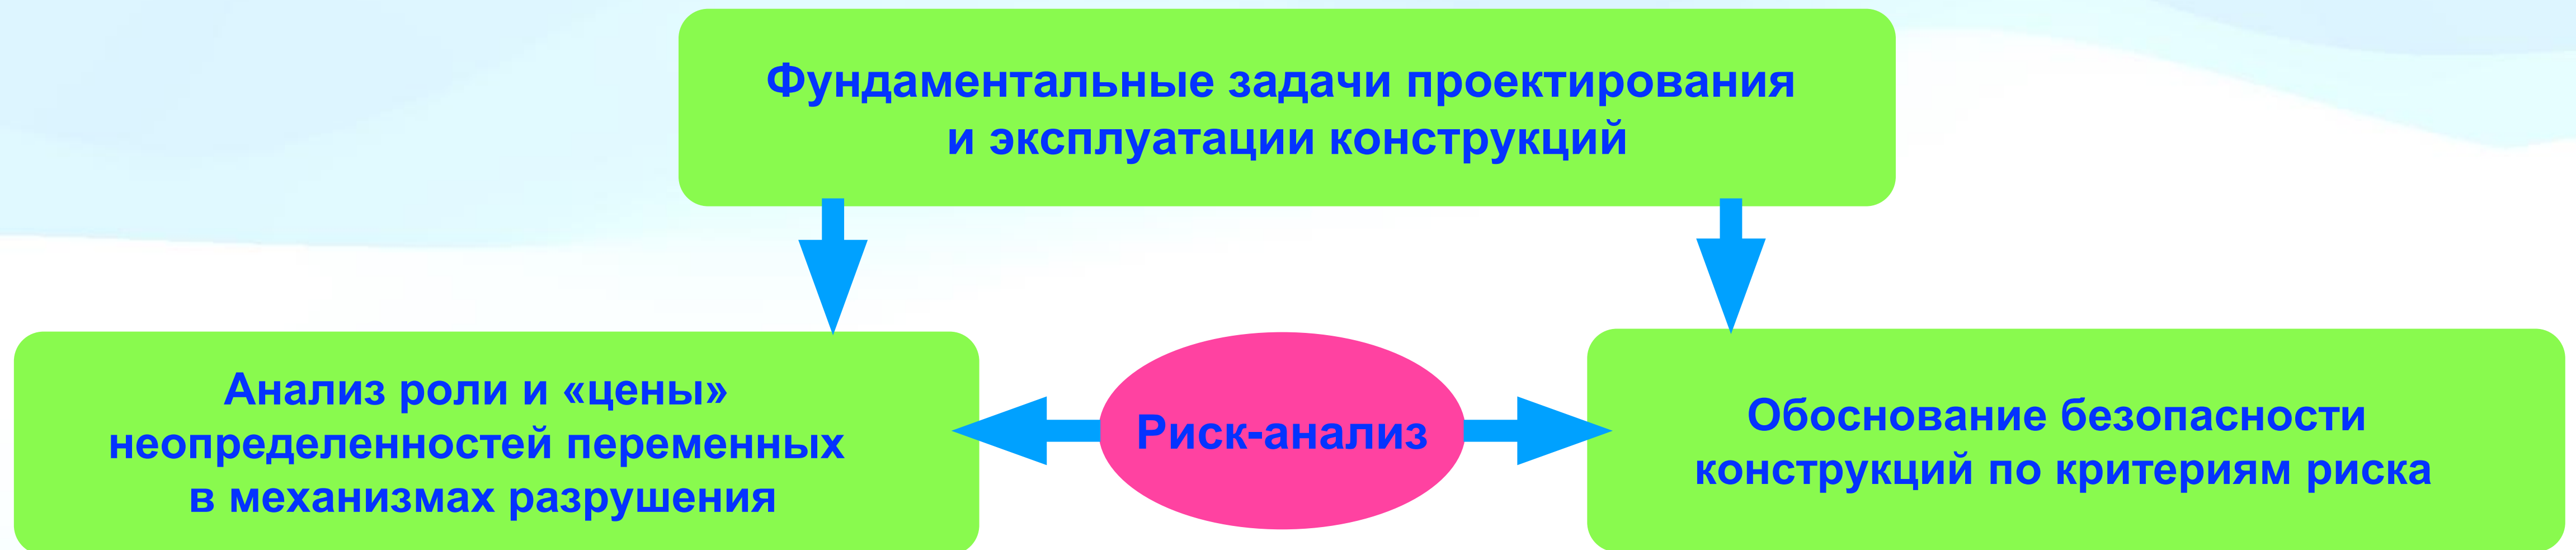 Фундаментальные задачи проектирования
и эксплуатации конструкций
Анализ роли и «цены»
неопределенностей переменных
в механизмах разрушения
Риск-анализ
Обоснование безопасности
конструкций по критериям риска